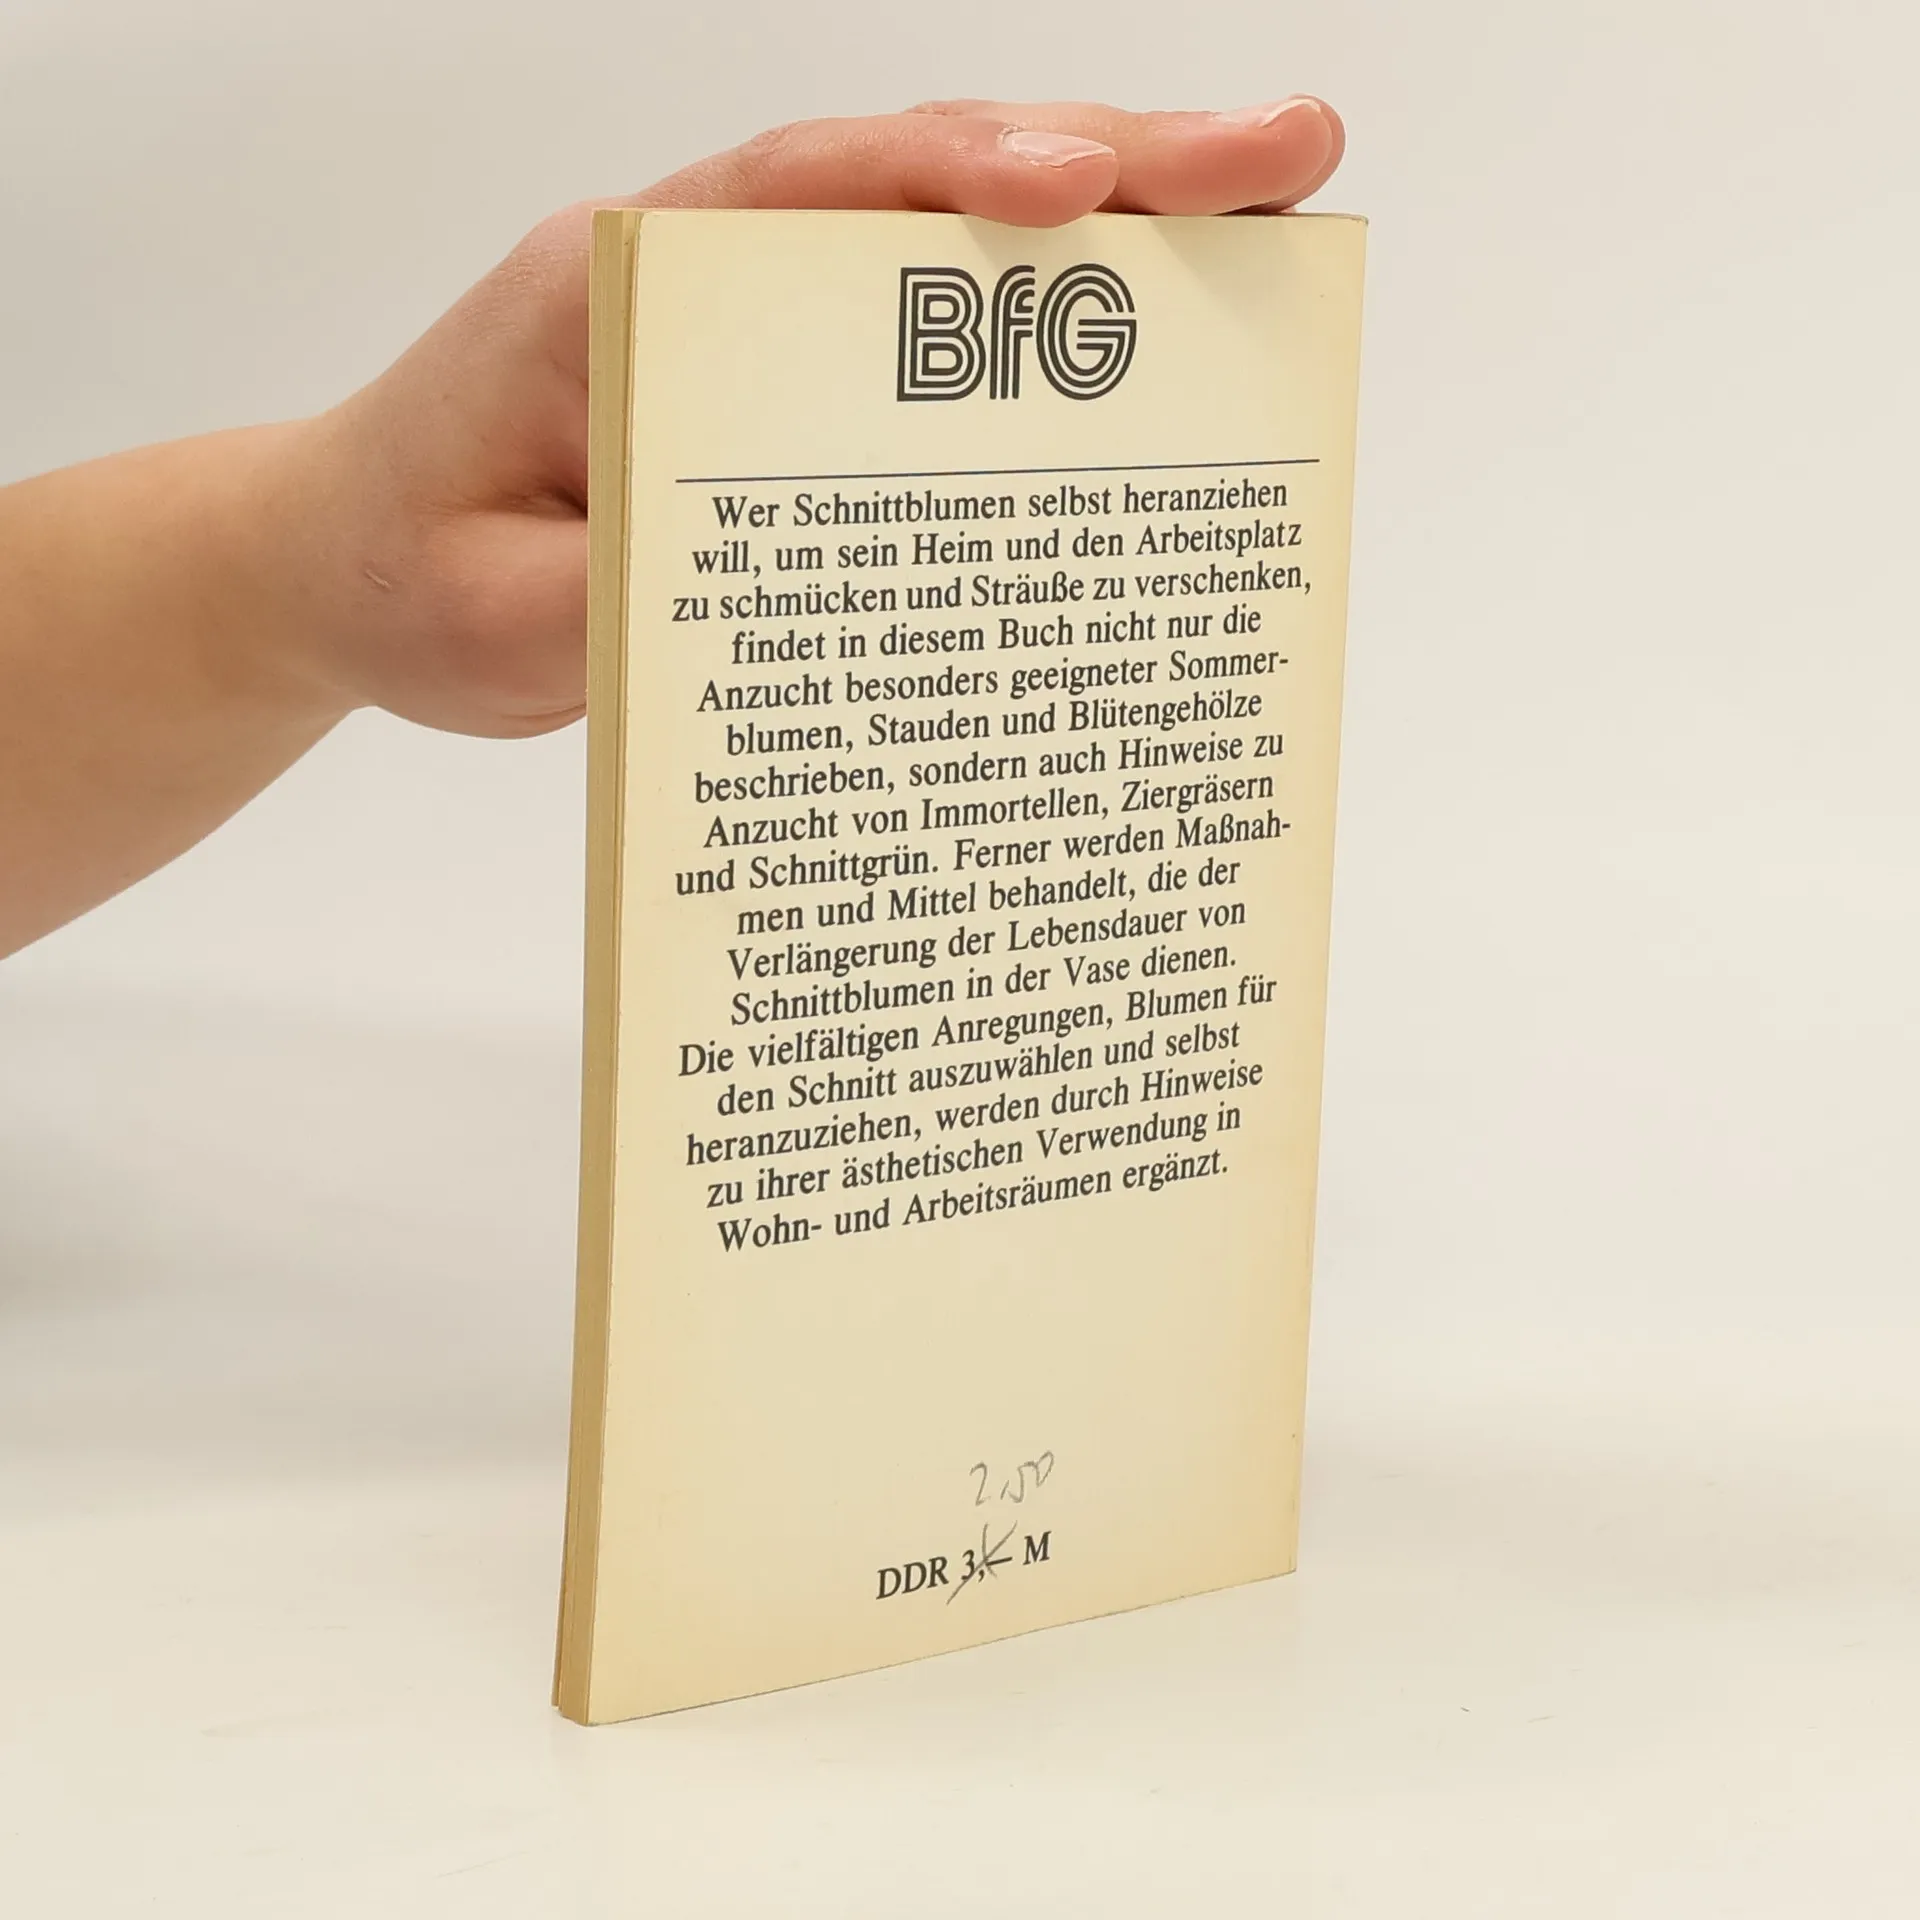 BfG
Wer Schnittblumen selbst heranziehen
will, um sein Heim und den Arbeitsplatz
zu schmücken und Sträuße zu verschenken,
findet in diesem Buch nicht nur die
Anzucht besonders geeigneter Sommer-
blumen, Stauden und Blütengehölze
beschrieben, sondern auch Hinweise zu
Anzucht von Immortellen, Ziergräsern
und Schnittgrün. Ferner werden Maßnah-
men und Mittel behandelt, die der
Verlängerung der Lebensdauer von
Schnittblumen in der Vase dienen.
Die vielfältigen Anregungen, Blumen für
den Schnitt auszuwählen und selbst
heranzuziehen, werden durch Hinweise
zu ihrer ästhetischen Verwendung in
Wohn- und Arbeitsräumen ergänzt.
2,50
DDR 3,– M